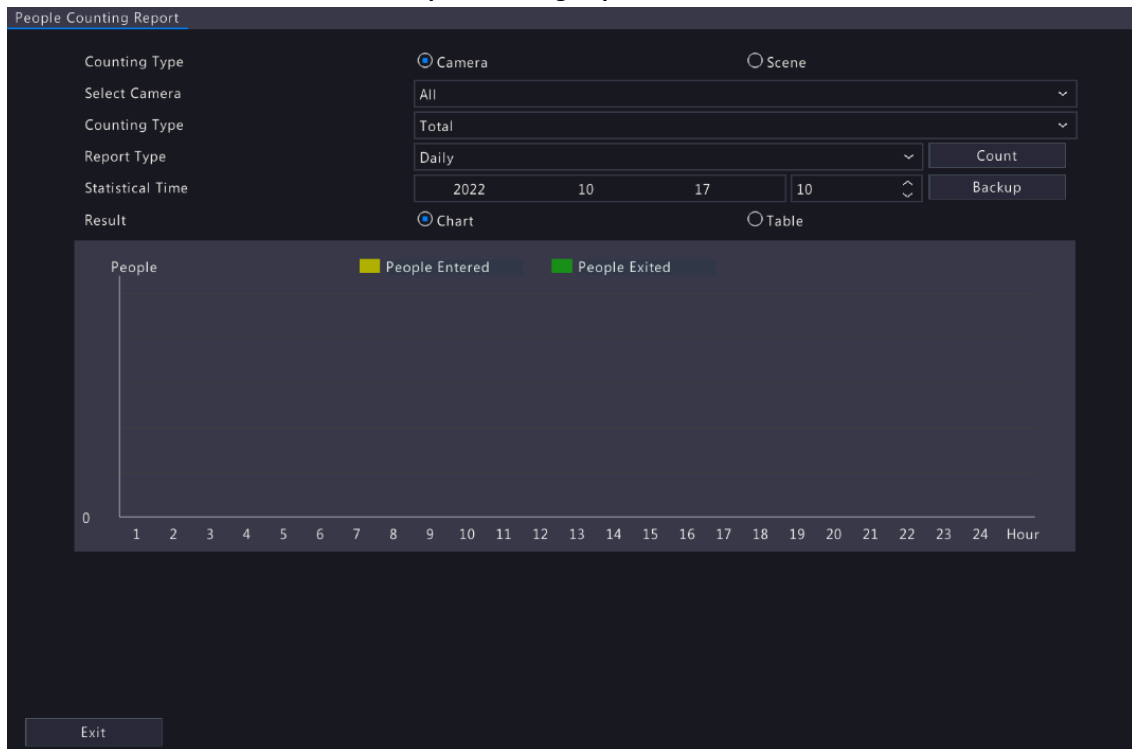 People Counting Report
Counting Type Camera Scene
Select Camera All
Counting Type Total
Report Type Daily Count
Statistical Time 2022 10 17 10 Backup
Result Chart Table
People People Entered People Exited
0
1 2 3 4 5 6 7 8 9 10 11 12 13 14 15 16 17 18 19 20 21 22 23 24 Hour
Exit